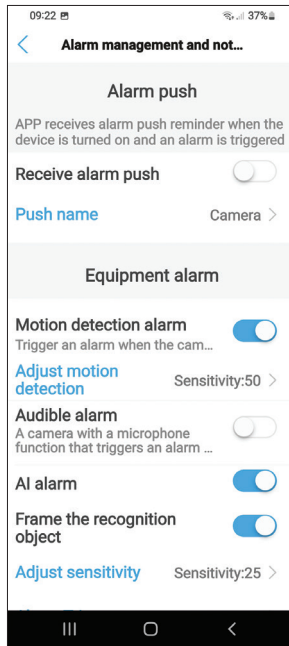 09:22 37%
Alarm management and not...
Alarm push
APP receives alarm push reminder when the
device is turned on and an alarm is triggered
Receive alarm push
Push name Camera
Equipment alarm
Motion detection alarm
Trigger an alarm when the cam...
Adjust motion
detection Sensitivity:50
Audible alarm
A camera with a microphone
function that triggers an alarm ...
AI alarm
Frame the recognition
object
Adjust sensitivity Sensitivity:25